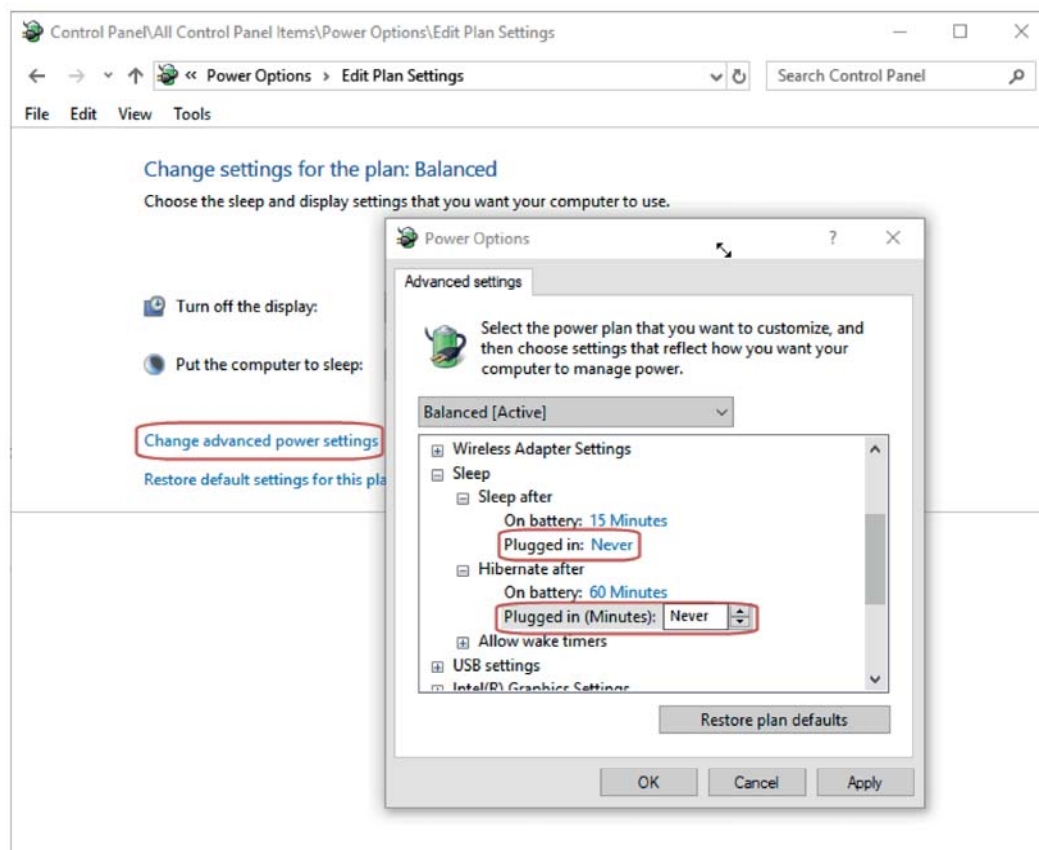 Control Panel\All Control Panel Items\Power Options\Edit Plan Settings
« Power Options › Edit Plan Settings
Search Control Panel
File Edit View Tools
Change settings for the plan: Balanced
Choose the sleep and display settings that you want your computer to use.
Turn off the display:
Put the computer to sleep:
Change advanced power settings
Restore default settings for this pla
Power Options
Advanced settings
Select the power plan that you want to customize, and
then choose settings that reflect how you want your
computer to manage power.
Balanced [Active]
Wireless Adapter Settings
Sleep
Sleep after
On battery: 15 Minutes
Plugged in: Never
Hibernate after
On battery: 60 Minutes
Plugged in (Minutes): Never
Allow wake timers
USB settings
Intel(R) Graphics Settings
Restore plan defaults
OK Cancel Apply